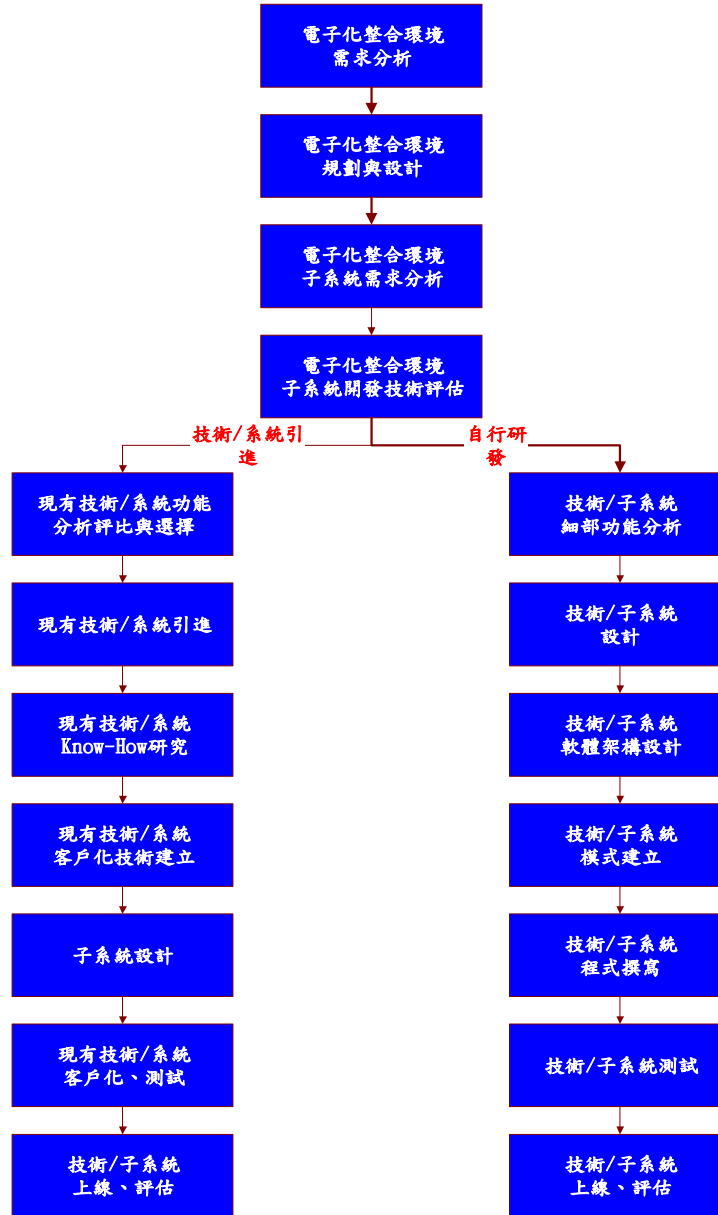 電子化整合環境
需求分析
電子化整合環境
規劃與設計
電子化整合環境
子系統需求分析
電子化整合環境
子系統開發技術評估
技術/系統引
進
自行研
發
現有技術/系統功能
分析評比與選擇
現有技術/系統引進
現有技術/系統
Know-How研究
現有技術/系統
客戶化技術建立
子系統設計
現有技術/系統
客戶化、測試
技術/子系統
上線、評估
技術/子系統
細部功能分析
技術/子系統
設計
技術/子系統
軟體架構設計
技術/子系統
模式建立
技術/子系統
程式撰寫
技術/子系統測試
技術/子系統
上線、評估